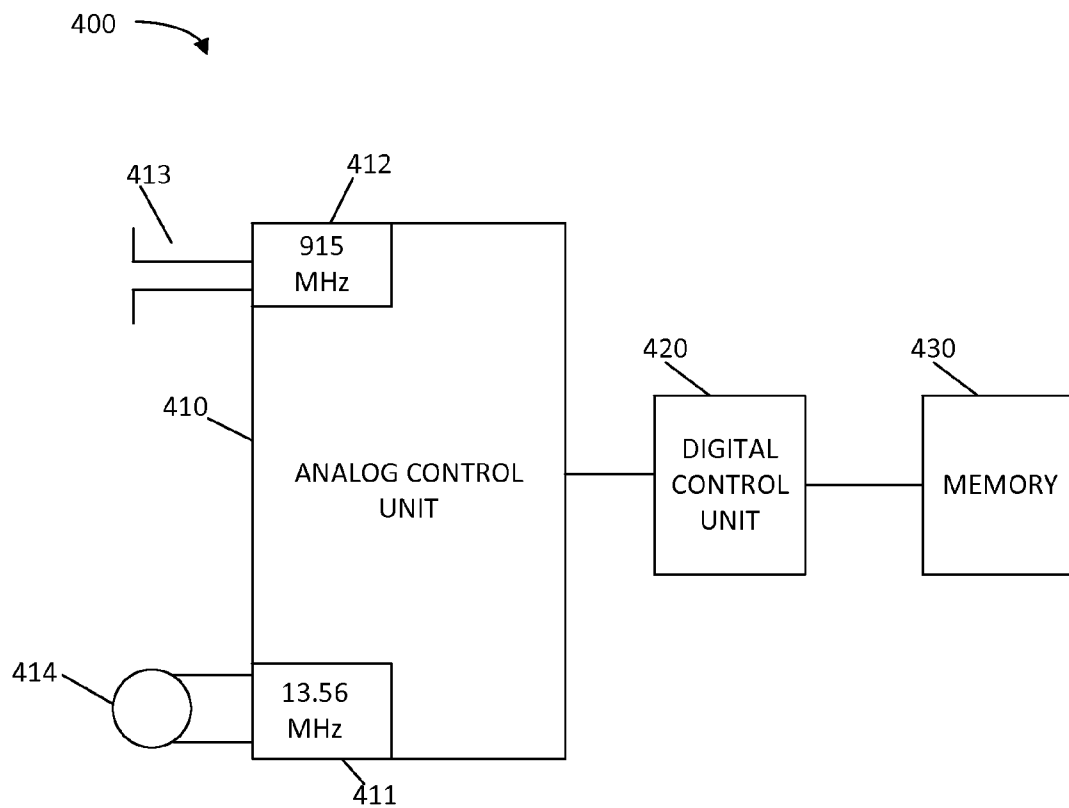 400
413
412
915
MHz
410
ANALOG CONTROL
UNIT
420
DIGITAL
CONTROL
UNIT
430
MEMORY
414
13.56
MHz
411